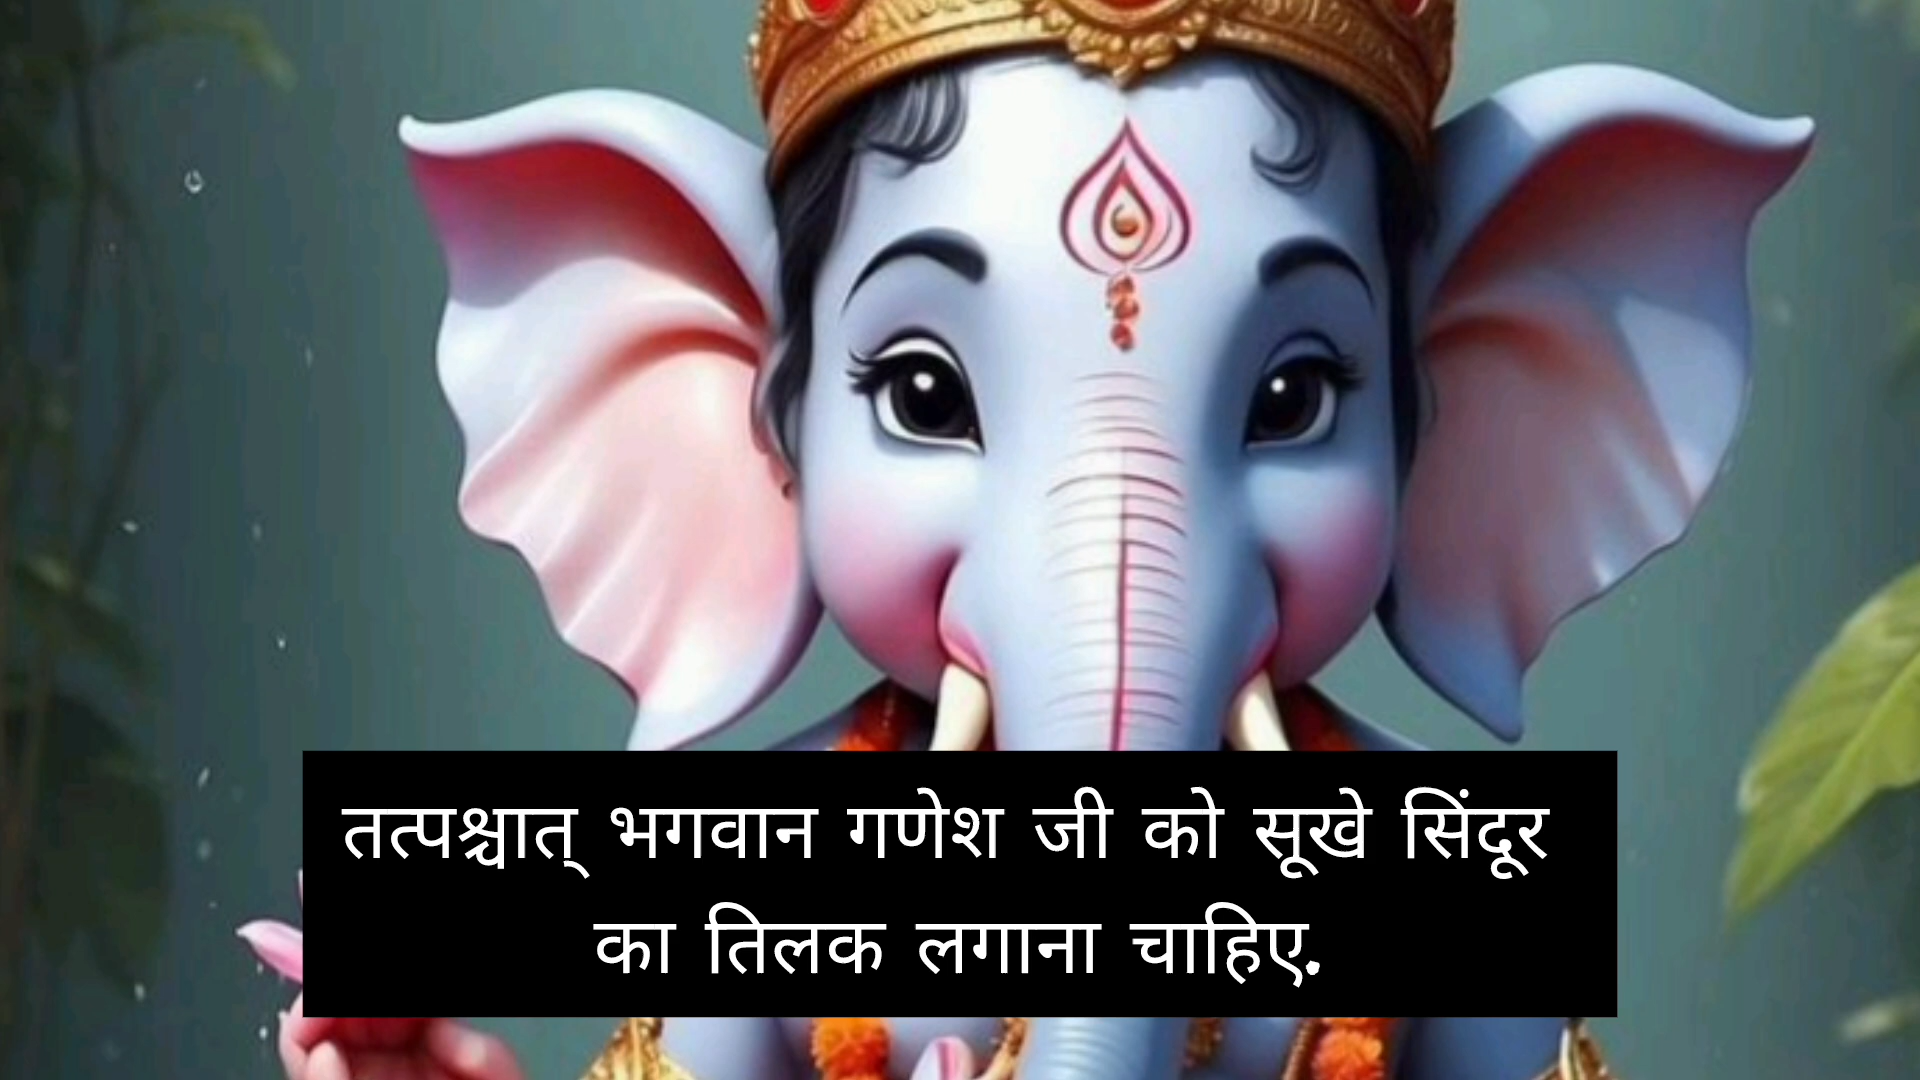 तत्पश्चात् भगवान गणेश जी को सूखे सिंदूर
का तिलक लगाना चाहिए.